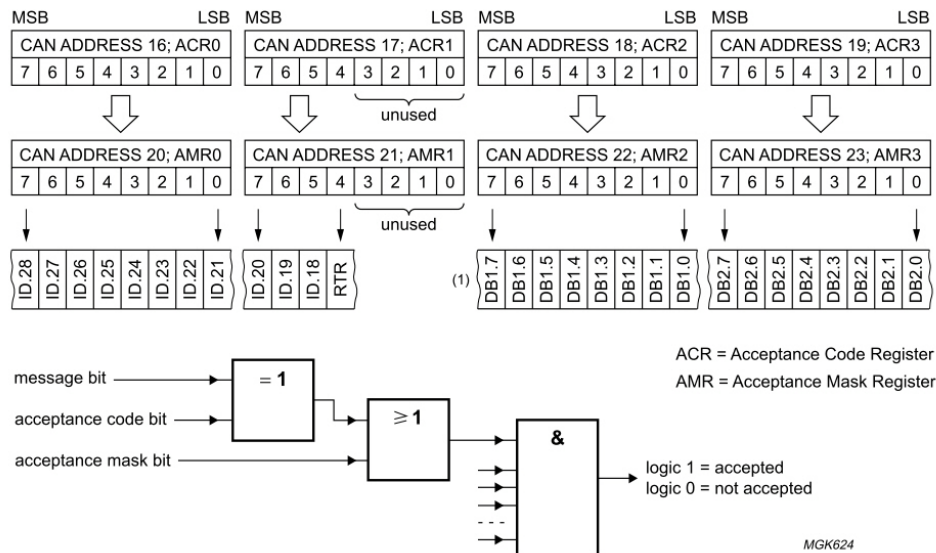 MSB LSB MSB LSB MSB LSB MSB LSB
CAN ADDRESS 16; ACR0 CAN ADDRESS 17; ACR1 CAN ADDRESS 18; ACR2 CAN ADDRESS 19; ACR3
7 6 5 4 3 2 1 0 7 6 5 4 3 2 1 0 7 6 5 4 3 2 1 0 7 6 5 4 3 2 1 0
unused
CAN ADDRESS 20; AMR0 CAN ADDRESS 21; AMR1 CAN ADDRESS 22; AMR2 CAN ADDRESS 23; AMR3
7 6 5 4 3 2 1 0 7 6 5 4 3 2 1 0 7 6 5 4 3 2 1 0 7 6 5 4 3 2 1 0
unused
ID.28 ID.27 ID.26 ID.25 ID.24 ID.23 ID.22 ID.21 ID.20 ID.19 ID.18 RTR (1) DB1.7 DB1.6 DB1.5 DB1.4 DB1.3 DB1.2 DB1.1 DB1.0 DB2.7 DB2.6 DB2.5 DB2.4 DB2.3 DB2.2 DB2.1 DB2.0
ACR = Acceptance Code Register
AMR = Acceptance Mask Register
message bit
= 1
acceptance code bit
≥ 1
acceptance mask bit
&
logic 1 = accepted
logic 0 = not accepted
MGK624